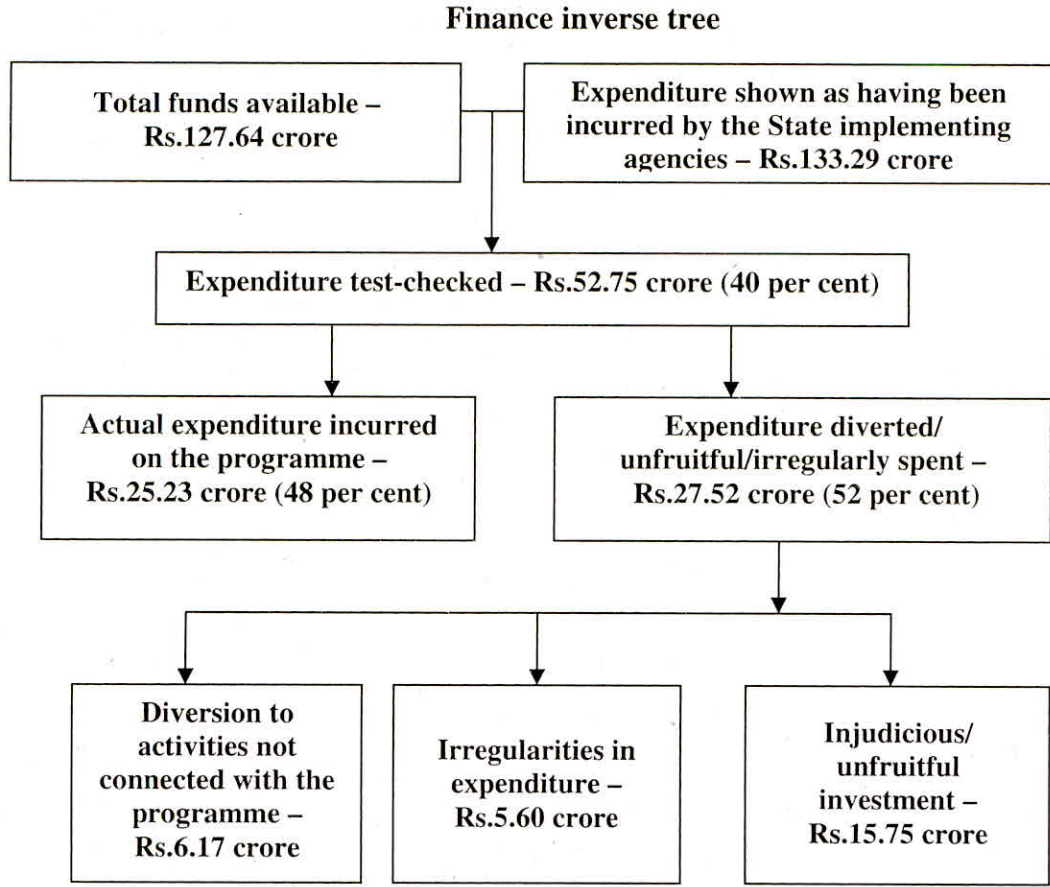 Finance inverse tree
Total funds available –
Rs.127.64 crore
Expenditure shown as having been
incurred by the State implementing
agencies – Rs.133.29 crore
Expenditure test-checked – Rs.52.75 crore (40 per cent)
Actual expenditure incurred
on the programme –
Rs.25.23 crore (48 per cent)
Expenditure diverted/
unfruitful/irregularly spent –
Rs.27.52 crore (52 per cent)
Diversion to
activities not
connected with the
programme –
Rs.6.17 crore
Irregularities in
expenditure –
Rs.5.60 crore
Injudicious/
unfruitful
investment –
Rs.15.75 crore